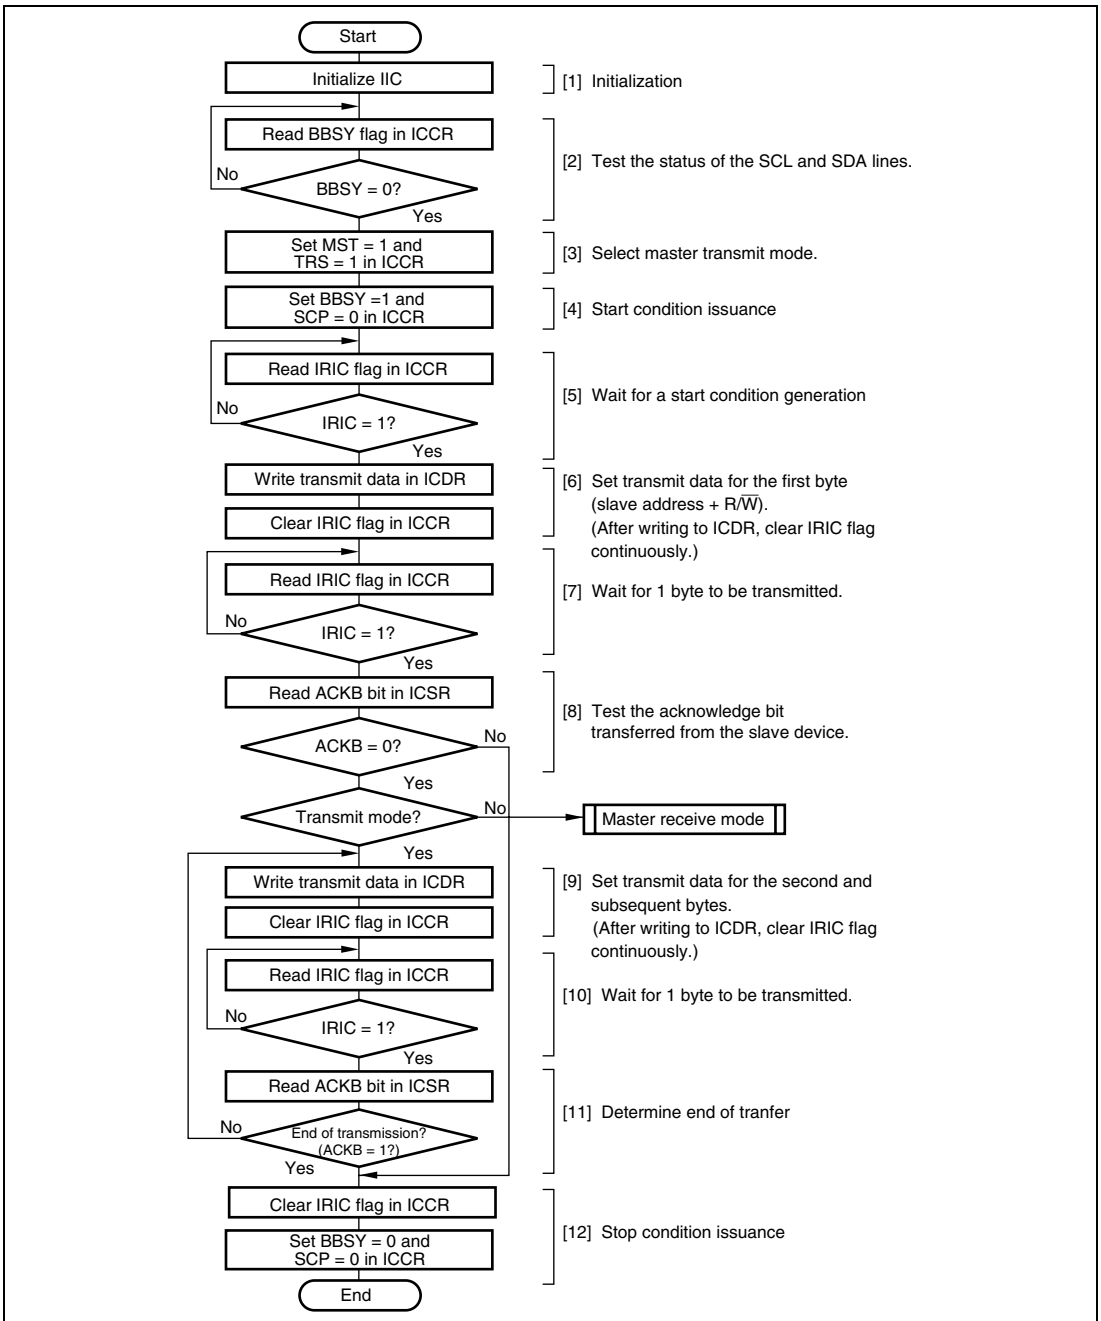 Start
Initialize IIC
[1] Initialization
Read BBSY flag in ICCR
No
BBSY = 0?
Yes
[2] Test the status of the SCL and SDA lines.
Set MST = 1 and
TRS = 1 in ICCR
[3] Select master transmit mode.
Set BBSY =1 and
SCP = 0 in ICCR
[4] Start condition issuance
Read IRIC flag in ICCR
No
IRIC = 1?
Yes
[5] Wait for a start condition generation
Write transmit data in ICDR
Clear IRIC flag in ICCR
[6] Set transmit data for the first byte
(slave address + R/W̅).
(After writing to ICDR, clear IRIC flag
continuously.)
Read IRIC flag in ICCR
No
IRIC = 1?
Yes
[7] Wait for 1 byte to be transmitted.
Read ACKB bit in ICSR
ACKB = 0?
No
Yes
[8] Test the acknowledge bit
transferred from the slave device.
Transmit mode?
No
Master receive mode
Yes
Write transmit data in ICDR
Clear IRIC flag in ICCR
[9] Set transmit data for the second and
subsequent bytes.
(After writing to ICDR, clear IRIC flag
continuously.)
Read IRIC flag in ICCR
No
IRIC = 1?
Yes
[10] Wait for 1 byte to be transmitted.
Read ACKB bit in ICSR
No
End of transmission?
(ACKB = 1?)
Yes
[11] Determine end of tranfer
Clear IRIC flag in ICCR
Set BBSY = 0 and
SCP = 0 in ICCR
[12] Stop condition issuance
End